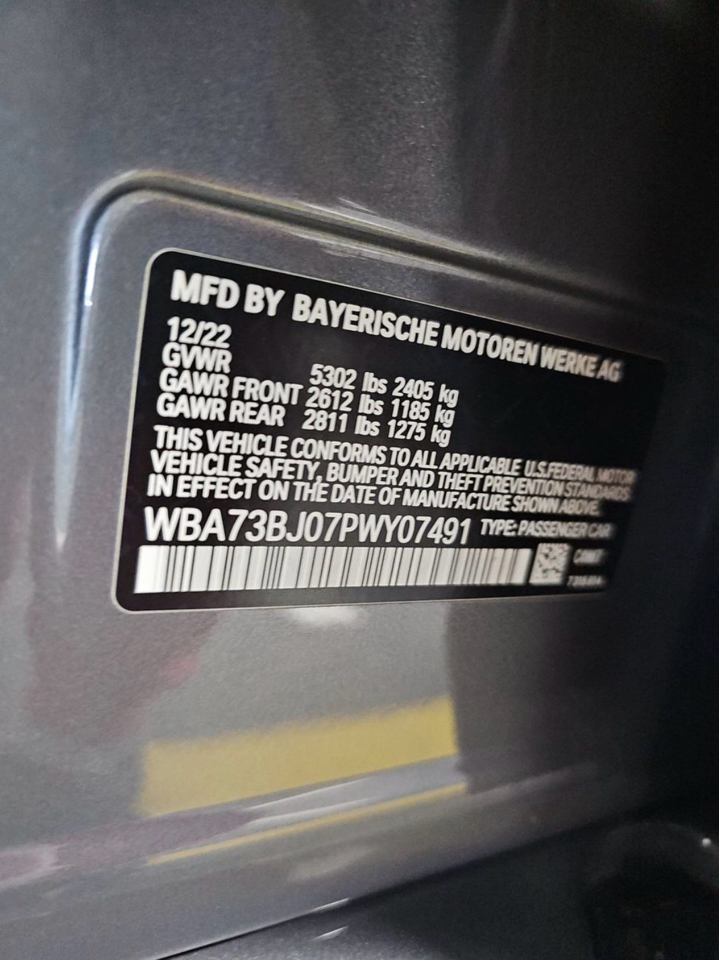 MFD BY BAYERISCHE MOTOREN WERKE AG
12/22
GVWR 5302 lbs 2405 kg
GAWR FRONT 2612 lbs 1185 kg
GAWR REAR 2811 lbs 1275 kg
THIS VEHICLE CONFORMS TO ALL APPLICABLE U.S.FEDERAL MOTOR
VEHICLE SAFETY, BUMPER AND THEFT PREVENTION STANDARDS
IN EFFECT ON THE DATE OF MANUFACTURE SHOWN ABOVE.
WBA73BJ07PWY07491 TYPE: PASSENGER CAR